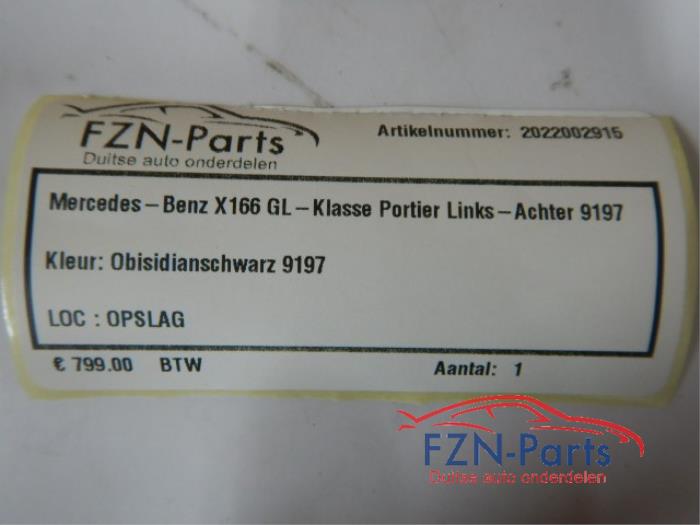 FZN-Parts
Duitse auto onderdelen
Artikelnummer: 2022002915
Mercedes-Benz X166 GL-Klasse Portier Links-Achter 9197
Kleur: Obisidianschwarz 9197
LOC : OPSLAG
€ 799.00 BTW
Aantal: 1
FZN-Parts
Duitse auto onderdelen